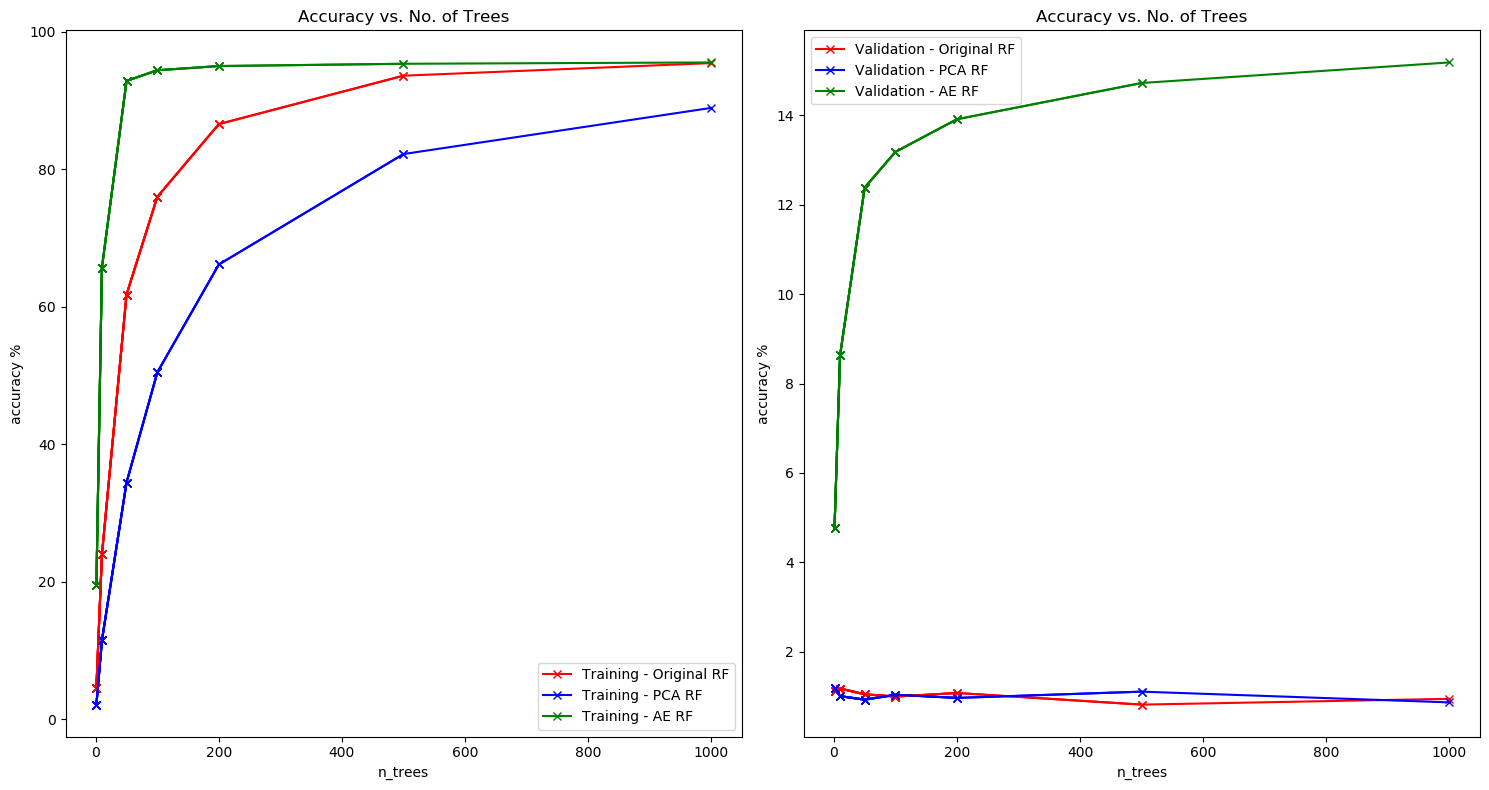 Accuracy vs. No. of Trees
100
80
60
40
20
0
accuracy %
0 200 400 600 800 1000
n_trees
Training - Original RF
Training - PCA RF
Training - AE RF
Accuracy vs. No. of Trees
Validation - Original RF
Validation - PCA RF
Validation - AE RF
14
12
10
8
6
4
2
accuracy %
0 200 400 600 800 1000
n_trees